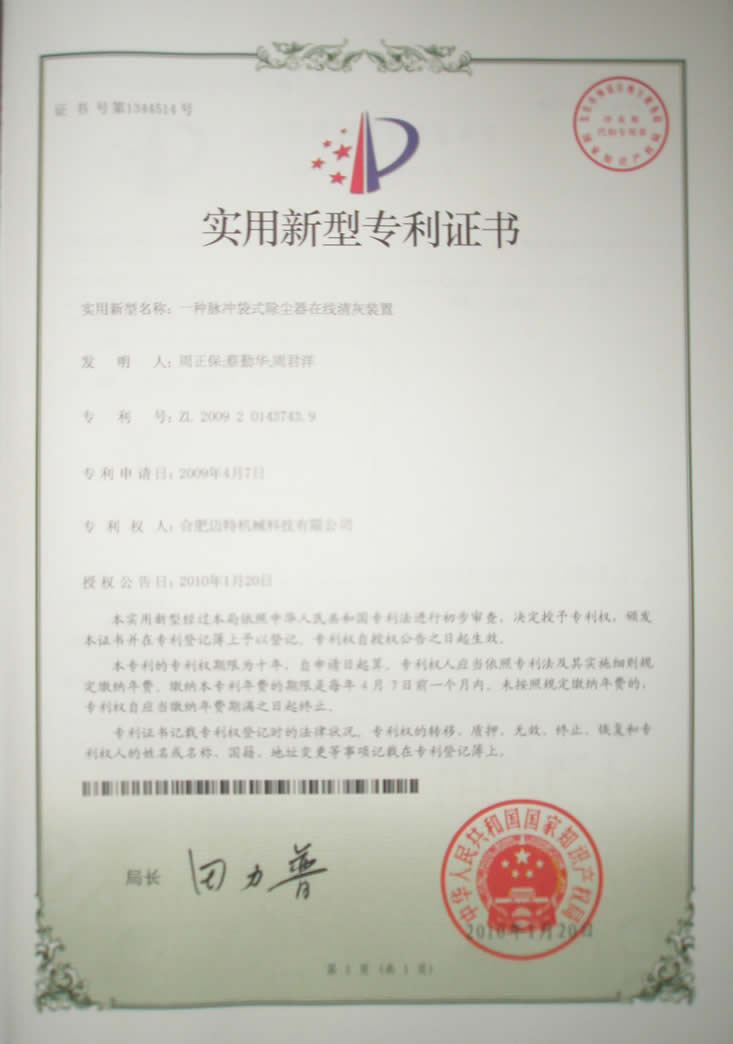 证 书 号第1384514号
实用新型专利证书
实用新型名称：一种脉冲袋式除尘器在线清灰装置
发 明 人：周正保;蔡勤华;周君洋
专 利 号：ZL 2009 2 0143743.9
专利申请日：2009年4月7日
专 利 权 人：合肥迈特机械科技有限公司
授权公告日：2010年1月20日
本实用新型经过本局依照中华人民共和国专利法进行初步审查，决定授予专利权，颁发
本证书并在专利登记簿上予以登记。专利权自授权公告之日起生效。
本专利的专利权期限为十年，自申请日起算。专利权人应当依照专利法及其实施细则规
定缴纳年费。缴纳本专利年费的期限是每年 4 月 7 日前一个月内。未按照规定缴纳年费的，
专利权自应当缴纳年费期满之日起终止。
专利证书记载专利权登记时的法律状况。专利权的转移、质押、无效、终止、恢复和专
利权人的姓名或名称、国籍、地址变更等事项记载在专利登记簿上。
局长
田力普
中华人民共和国国家知识产权局
2010年1月20日
第 1 页 (共 1 页)